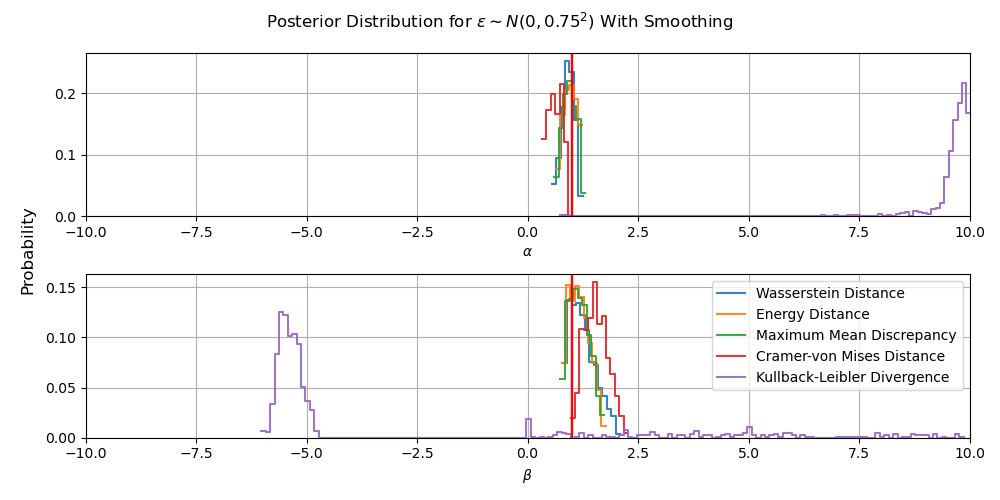 Posterior Distribution for ε ∼ N(0, 0.75²) With Smoothing
0.2
0.1
0.0
−10.0 −7.5 −5.0 −2.5 0.0 2.5 5.0 7.5 10.0
α
Probability
0.15
0.10
0.05
0.00
Wasserstein Distance
Energy Distance
Maximum Mean Discrepancy
Cramer-von Mises Distance
Kullback-Leibler Divergence
−10.0 −7.5 −5.0 −2.5 0.0 2.5 5.0 7.5 10.0
β